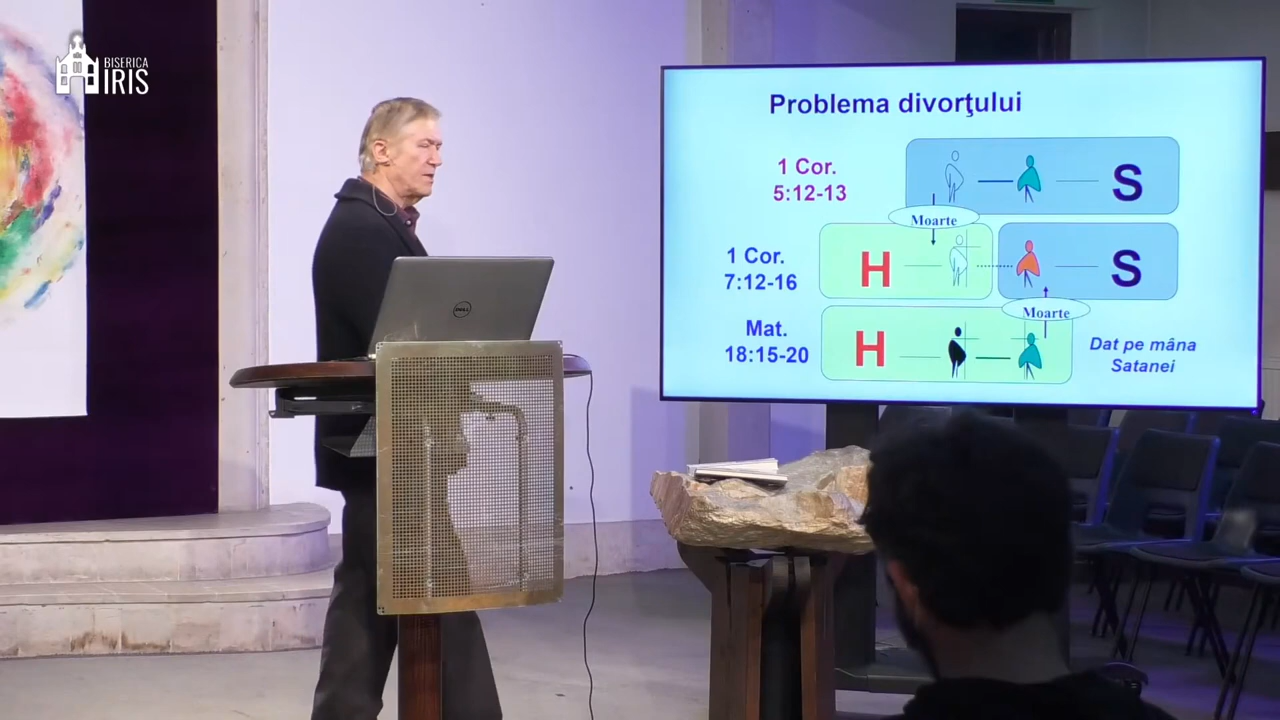 BISERICA
IRIS
Problema divorţului
1 Cor.
5:12-13
S
Moarte
1 Cor.
7:12-16
H
S
Moarte
Mat.
18:15-20
H
Dat pe mâna
Satanei
DELL